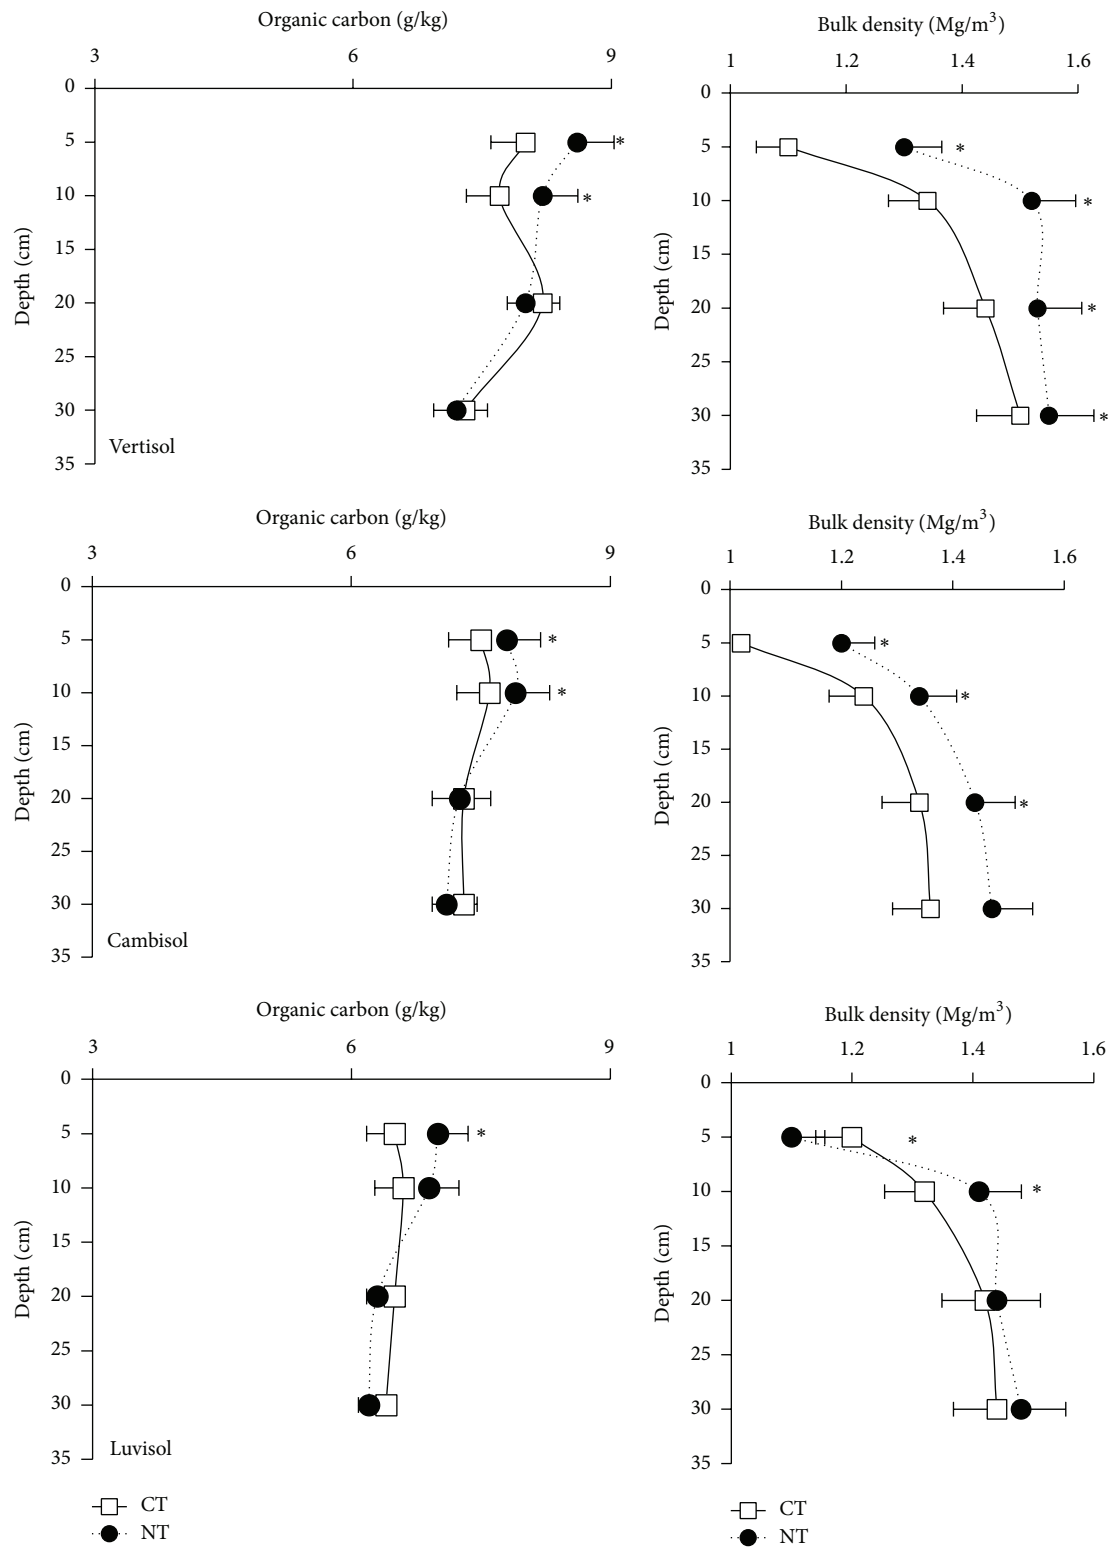 Organic carbon (g/kg)
3 6 9
0
5 *
10 *
15
20
25
30
35
Depth (cm)
Vertisol
Bulk density (Mg/m³)
1 1.2 1.4 1.6
0
5 *
10 *
15
20 *
25
30 *
35
Depth (cm)
Organic carbon (g/kg)
3 6 9
0
5 *
10 *
15
20
25
30
35
Depth (cm)
Cambisol
Bulk density (Mg/m³)
1 1.2 1.4 1.6
0
5 *
10 *
15
20 *
25
30
35
Depth (cm)
Organic carbon (g/kg)
3 6 9
0
5 *
10
15
20
25
30
35
Depth (cm)
Luvisol
CT
NT
Bulk density (Mg/m³)
1 1.2 1.4 1.6
0
5 *
10 *
15
20
25
30
35
Depth (cm)
CT
NT